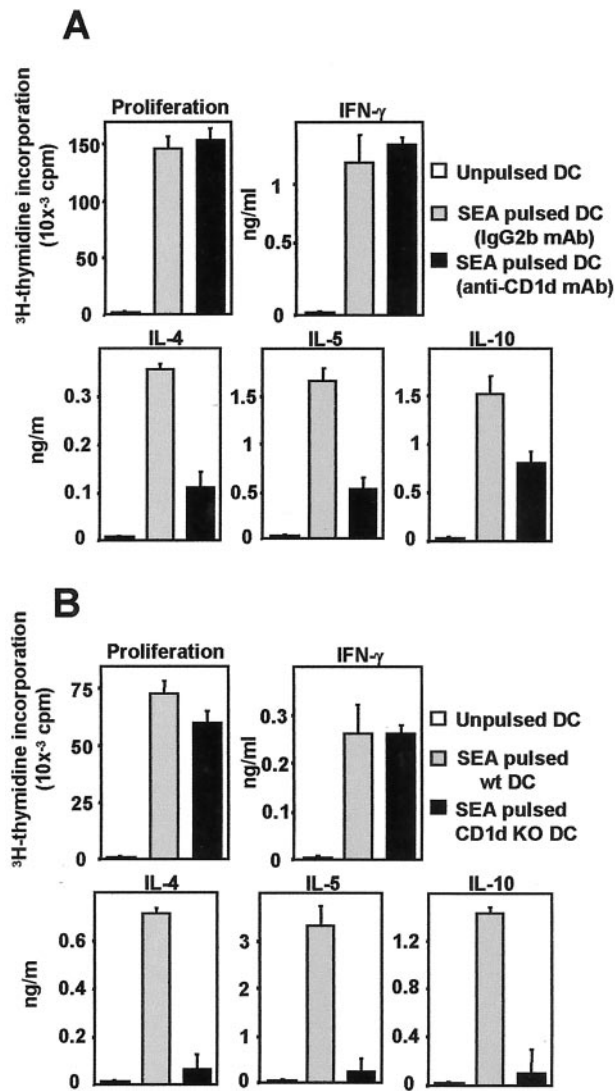 A
Proliferation
³H-thymidine incorporation
(10x⁻³ cpm)
150
100
50
0
IFN-γ
ng/ml
1
0.5
0
Unpulsed DC
SEA pulsed DC
(IgG2b mAb)
SEA pulsed DC
(anti-CD1d mAb)
IL-4
ng/m
0.3
0.2
0.1
0
IL-5
1.5
1
0.5
0
IL-10
1.5
1
0.5
0
B
Proliferation
³H-thymidine incorporation
(10x⁻³ cpm)
75
50
25
0
IFN-γ
ng/ml
0.3
0.2
0.1
0
Unpulsed DC
SEA pulsed
wt DC
SEA pulsed
CD1d KO DC
IL-4
ng/m
0.6
0.4
0.2
0
IL-5
3
2
1
0
IL-10
1.2
0.8
0.4
0